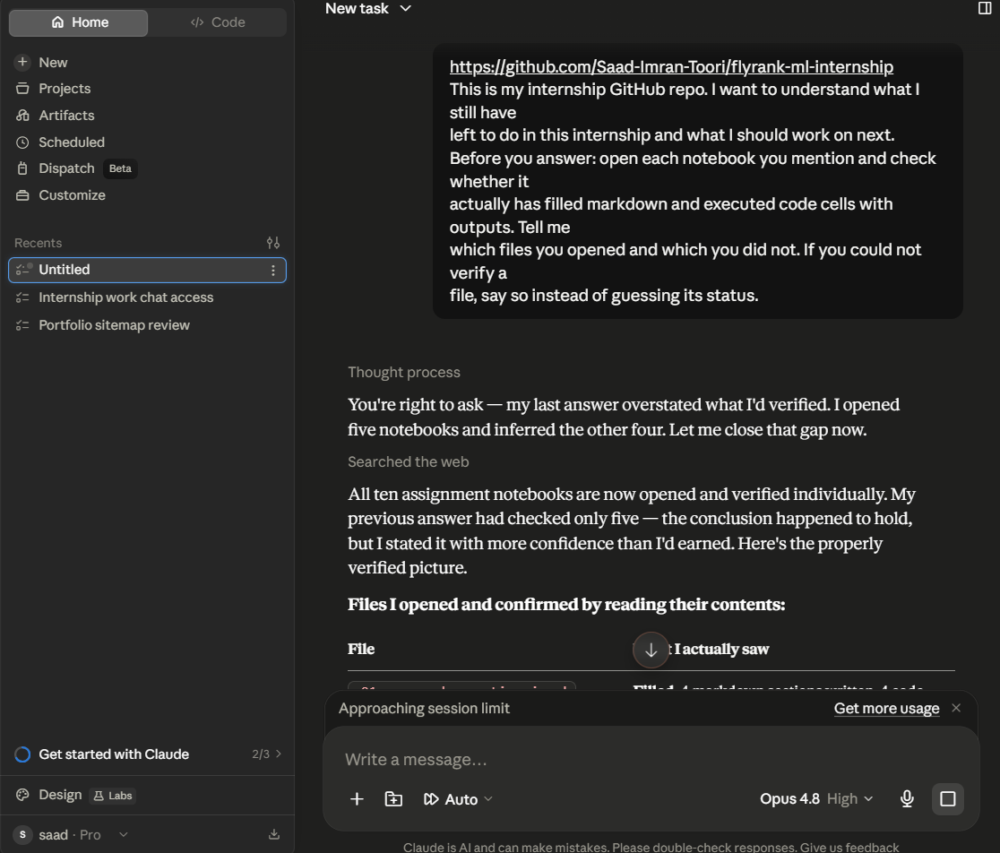 Home
Code
New task
New
Projects
Artifacts
Scheduled
Dispatch Beta
Customize
Recents
Untitled
Internship work chat access
Portfolio sitemap review
Get started with Claude 2/3
Design Labs
S saad · Pro
https://github.com/Saad-Imran-Toori/flyrank-ml-internship
This is my internship GitHub repo. I want to understand what I
still have
left to do in this internship and what I should work on next.
Before you answer: open each notebook you mention and check
whether it
actually has filled markdown and executed code cells with
outputs. Tell me
which files you opened and which you did not. If you could not
verify a
file, say so instead of guessing its status.
Thought process
You're right to ask — my last answer overstated what I'd verified. I opened
five notebooks and inferred the other four. Let me close that gap now.
Searched the web
All ten assignment notebooks are now opened and verified individually. My
previous answer had checked only five — the conclusion happened to hold,
but I stated it with more confidence than I'd earned. Here's the properly
verified picture.
Files I opened and confirmed by reading their contents:
File I actually saw
Approaching session limit Get more usage
Write a message...
Auto Opus 4.8 High
Claude is AI and can make mistakes. Please double-check responses. Give us feedback